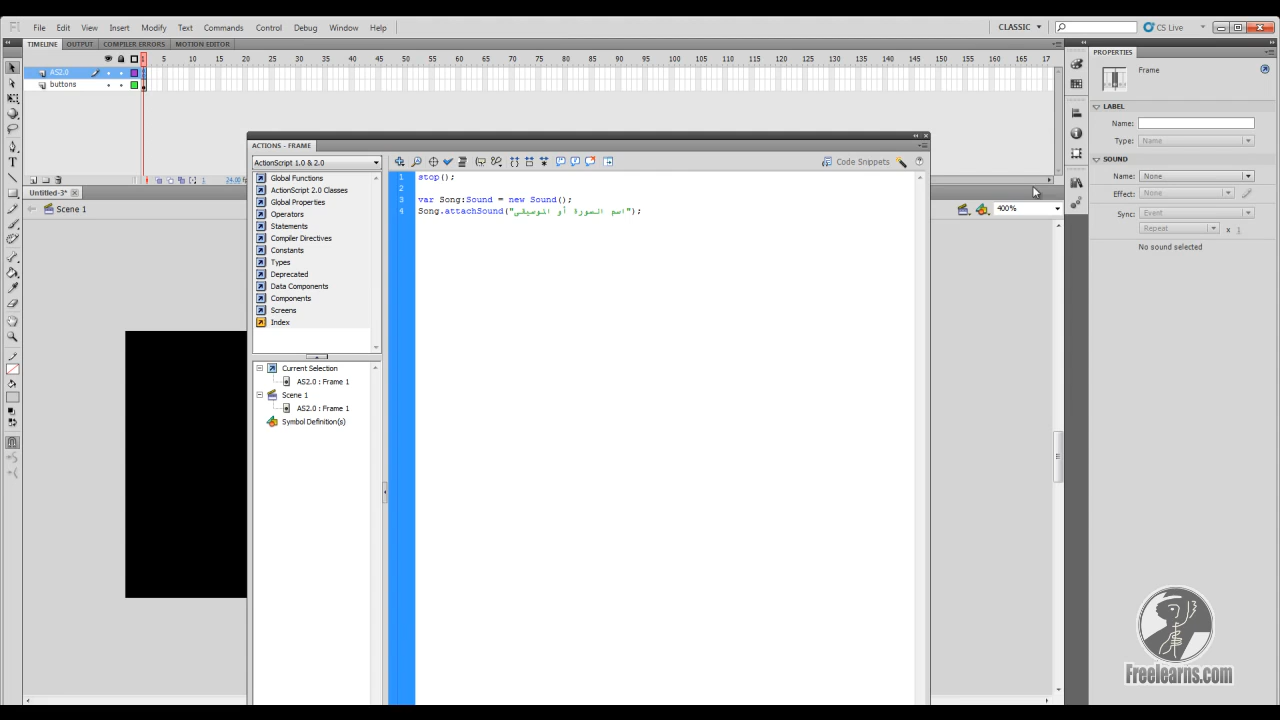 Fl File Edit View Insert Modify Text Commands Control Debug Window Help CLASSIC CS Live
TIMELINE OUTPUT COMPILER ERRORS MOTION EDITOR
1 5 10 15 20 25 30 35 40 45 50 55 60 65 70 75 80 85 90 95 100 105 110 115 120 125 130 135 140 145 150 155 160 165 17
AS2.0
buttons
1 24.00
Untitled-3*
Scene 1
400%
ACTIONS - FRAME
ActionScript 1.0 & 2.0
Code Snippets
Global Functions
ActionScript 2.0 Classes
Global Properties
Operators
Statements
Compiler Directives
Constants
Types
Deprecated
Data Components
Components
Screens
Index
Current Selection
AS2.0 : Frame 1
Scene 1
AS2.0 : Frame 1
Symbol Definition(s)
1 stop();
2
3 var Song:Sound = new Sound();
4 Song.attachSound("اسم الصورة أو الموسيقى");
PROPERTIES
Frame
LABEL
Name:
Type: Name
SOUND
Name: None
Effect: None
Sync: Event
Repeat x 1
No sound selected
Freelearns.com